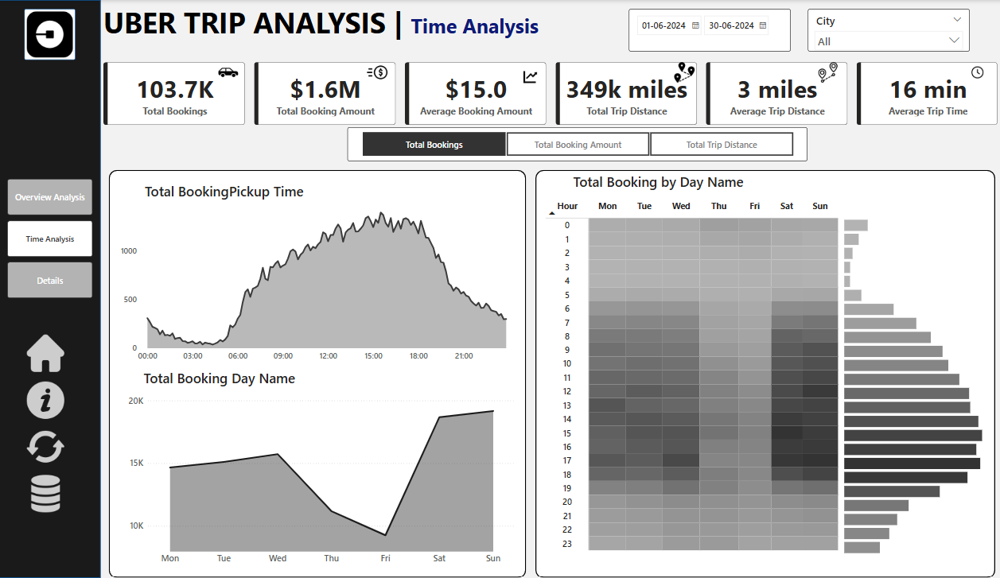 UBER TRIP ANALYSIS | Time Analysis
01-06-2024 30-06-2024
City
All
103.7K
Total Bookings
$1.6M
Total Booking Amount
$15.0
Average Booking Amount
349k miles
Total Trip Distance
3 miles
Average Trip Distance
16 min
Average Trip Time
Total Bookings Total Booking Amount Total Trip Distance
Overview Analysis
Time Analysis
Details
Total BookingPickup Time
1000
500
0
00:00 03:00 06:00 09:00 12:00 15:00 18:00 21:00
Total Booking Day Name
20K
15K
10K
Mon Tue Wed Thu Fri Sat Sun
Total Booking by Day Name
Hour Mon Tue Wed Thu Fri Sat Sun
0
1
2
3
4
5
6
7
8
9
10
11
12
13
14
15
16
17
18
19
20
21
22
23